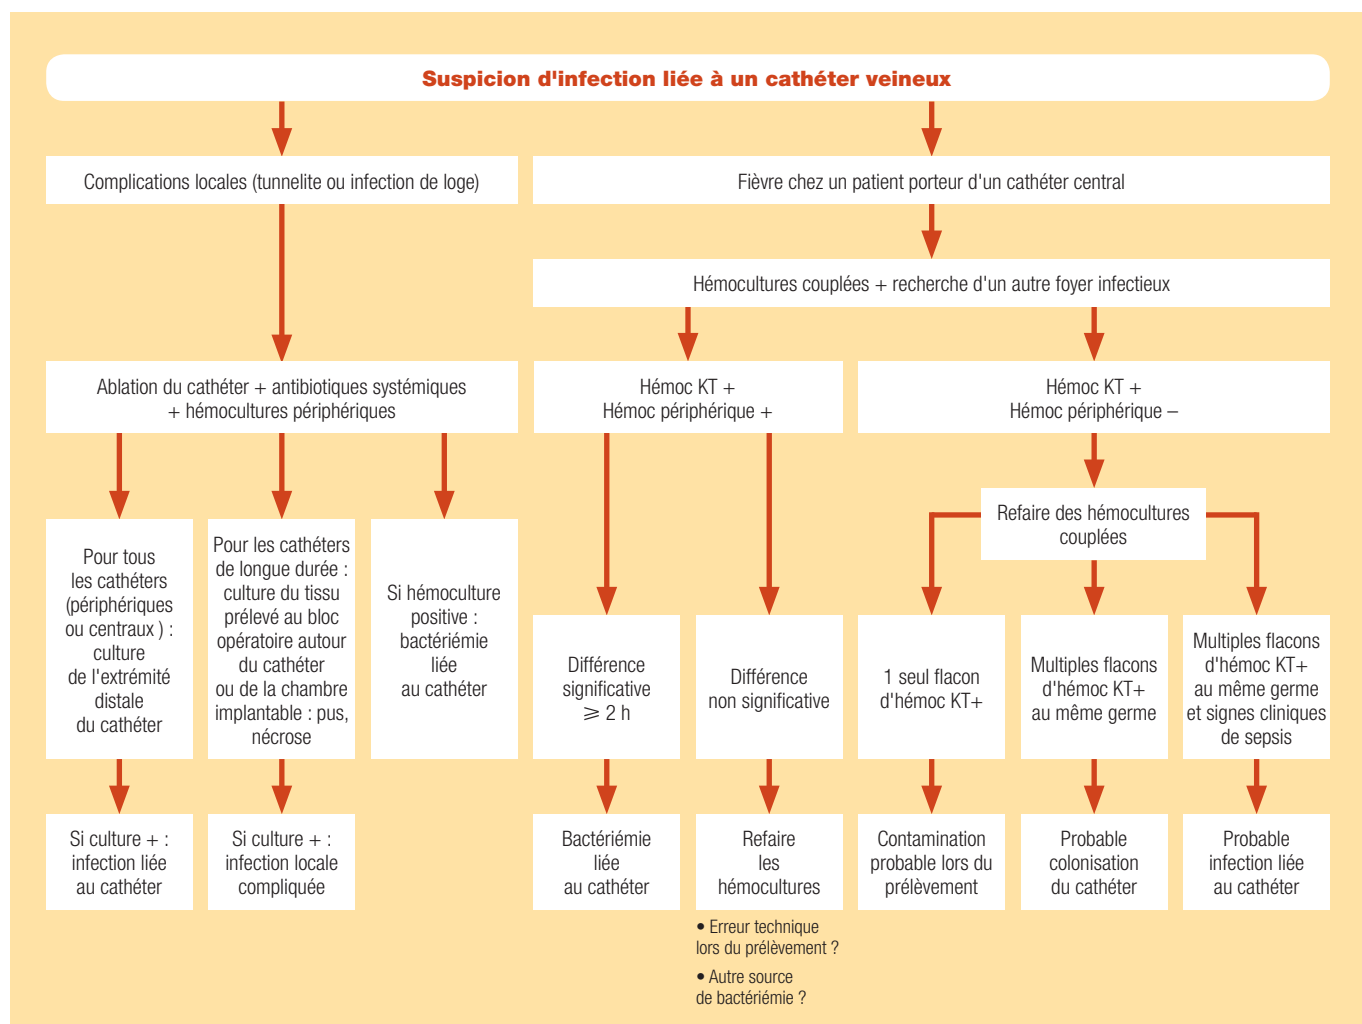 Suspicion d'infection liée à un cathéter veineux
Complications locales (tunnelite ou infection de loge)
Fièvre chez un patient porteur d'un cathéter central
Hémocultures couplées + recherche d'un autre foyer infectieux
Ablation du cathéter + antibiotiques systémiques
+ hémocultures périphériques
Hémoc KT +
Hémoc périphérique +
Hémoc KT +
Hémoc périphérique –
Refaire des hémocultures
couplées
Pour tous
les cathéters
(périphériques
ou centraux ) :
culture
de l'extrémité
distale
du cathéter
Pour les cathéters
de longue durée :
culture du tissu
prélevé au bloc
opératoire autour
du cathéter
ou de la chambre
implantable : pus,
nécrose
Si hémoculture
positive :
bactériémie
liée
au cathéter
Différence
significative
⩾ 2 h
Différence
non significative
1 seul flacon
d'hémoc KT+
Multiples flacons
d'hémoc KT+
au même germe
Multiples flacons
d'hémoc KT+
au même germe
et signes cliniques
de sepsis
Si culture + :
infection liée
au cathéter
Si culture + :
infection locale
compliquée
Bactériémie
liée
au cathéter
Refaire
les
hémocultures
Contamination
probable lors du
prélèvement
Probable
colonisation
du cathéter
Probable
infection liée
au cathéter
• Erreur technique
lors du prélèvement ?
• Autre source
de bactériémie ?